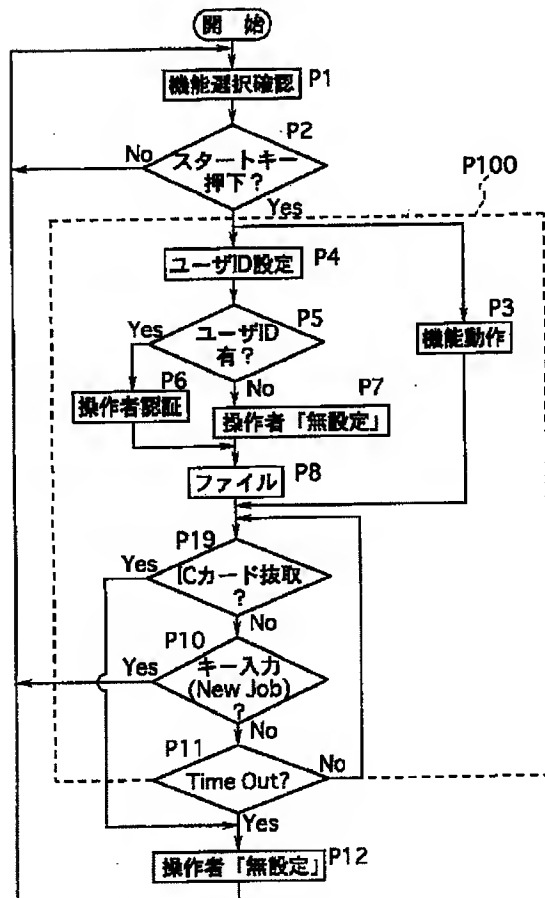 開 始
機能選択確認
P1
P2
スタートキー
押下？
No
Yes
P100
ユーザID設定
P4
P3
機能動作
P5
ユーザID
有？
Yes
No
P6
操作者認証
P7
操作者「無設定」
ファイル
P8
P19
ICカード抜取
？
Yes
No
P10
キー入力
(New Job)
？
Yes
No
P11
Time Out?
No
Yes
操作者「無設定」
P12